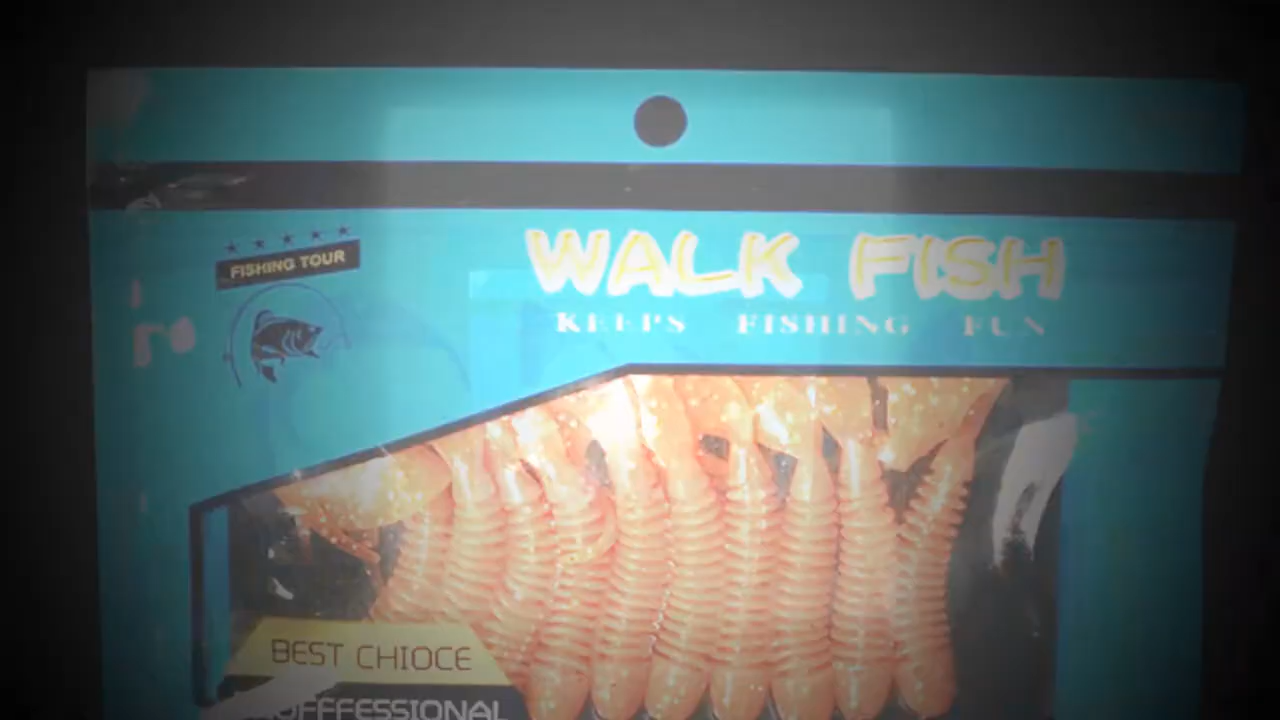 FISHING TOUR
WALK FISH
KEEPS FISHING FUN
BEST CHIOCE